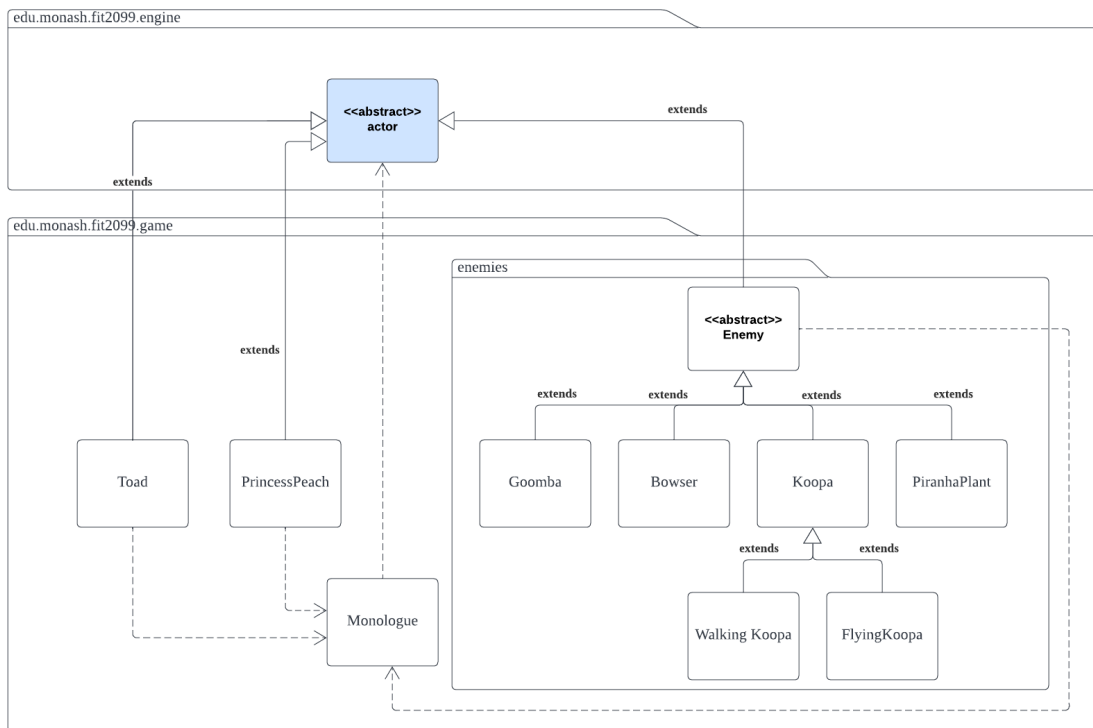 edu.monash.fit2099.engine
<<abstract>>
actor
extends
extends
edu.monash.fit2099.game
enemies
<<abstract>>
Enemy
extends
extends
extends
extends
extends
Toad
PrincessPeach
Goomba
Bowser
Koopa
PiranhaPlant
extends
extends
Monologue
Walking Koopa
FlyingKoopa